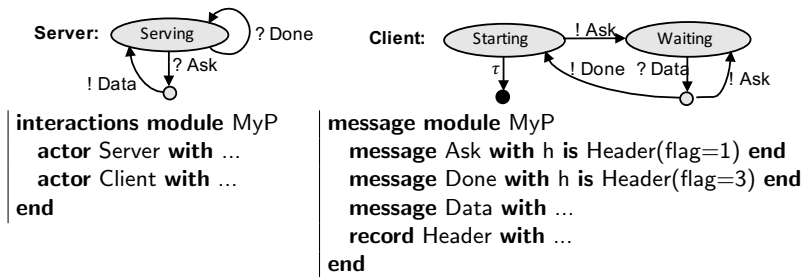 Server:
Serving
? Done
? Ask
! Data
Client:
Starting
! Ask
Waiting
τ
! Done
? Data
! Ask
interactions module MyP
actor Server with ...
actor Client with ...
end
message module MyP
message Ask with h is Header(flag=1) end
message Done with h is Header(flag=3) end
message Data with ...
record Header with ...
end